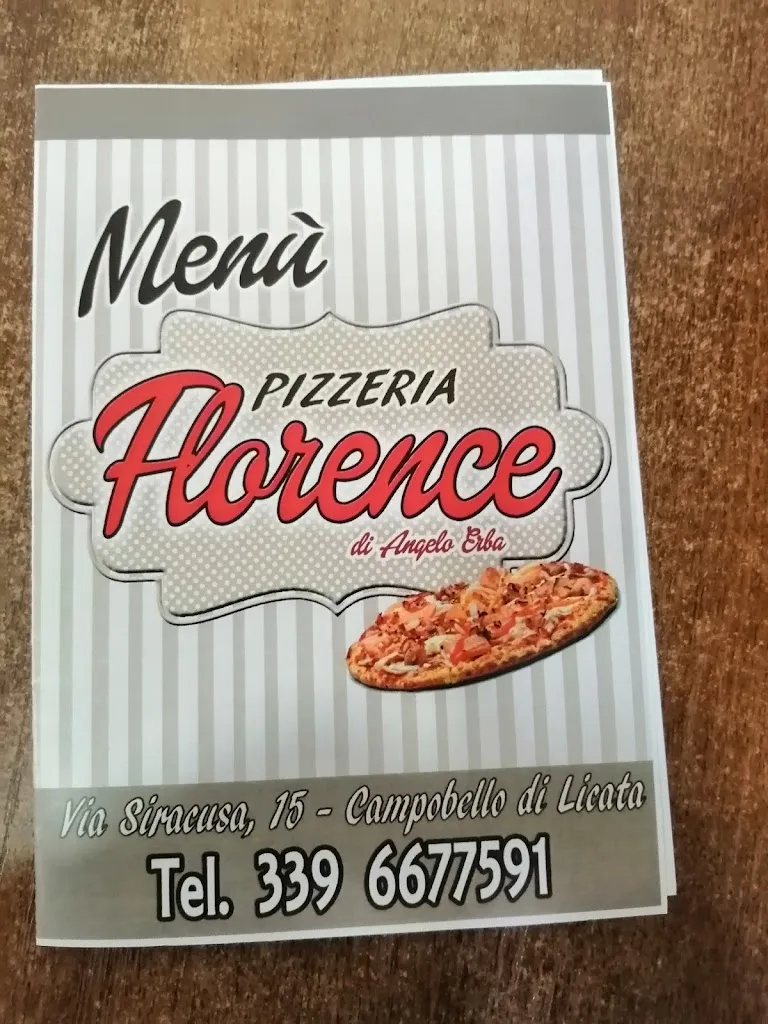 Menù
PIZZERIA
Florence
di Angelo Erba
Via Siracusa, 15 - Campobello di Licata
Tel. 339 6677591